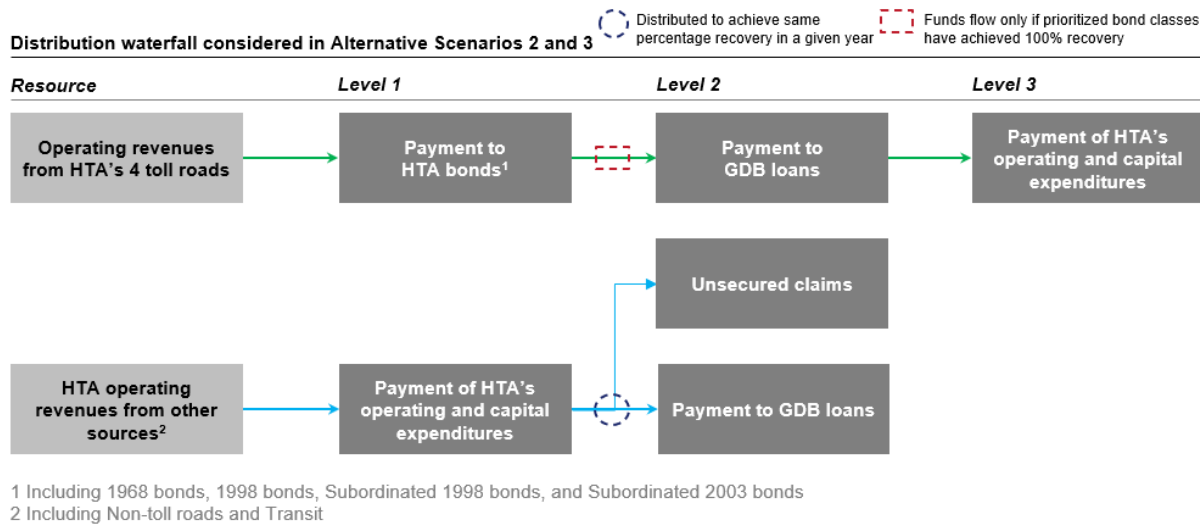 Distributed to achieve same
percentage recovery in a given year
Funds flow only if prioritized bond classes
have achieved 100% recovery
Distribution waterfall considered in Alternative Scenarios 2 and 3
Resource
Level 1
Level 2
Level 3
Operating revenues
from HTA's 4 toll roads
Payment to
HTA bonds1
Payment to
GDB loans
Payment of HTA's
operating and capital
expenditures
Unsecured claims
HTA operating
revenues from other
sources2
Payment of HTA's
operating and capital
expenditures
Payment to GDB loans
1 Including 1968 bonds, 1998 bonds, Subordinated 1998 bonds, and Subordinated 2003 bonds
2 Including Non-toll roads and Transit